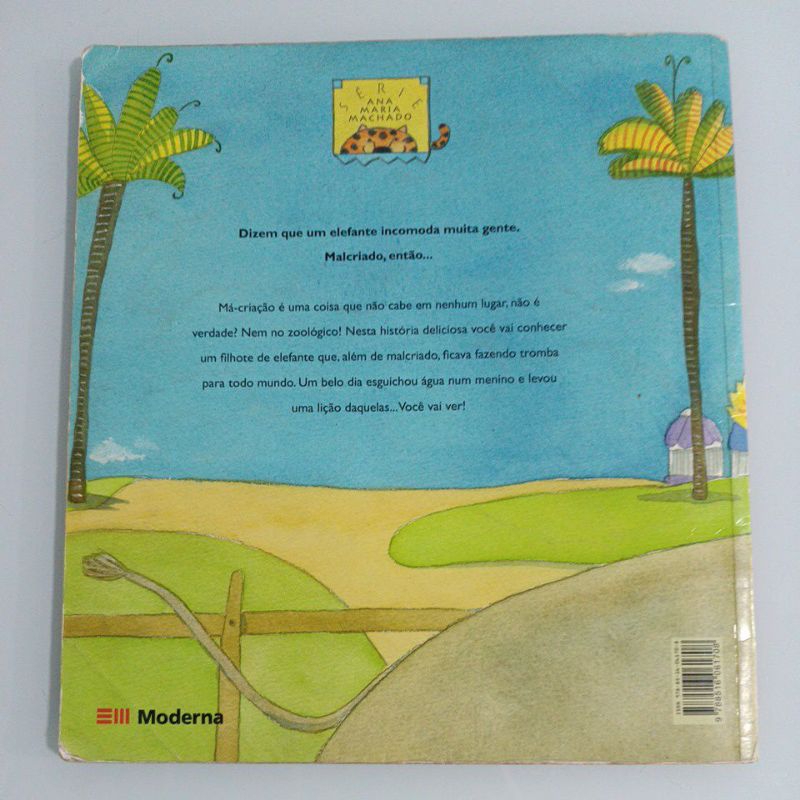 SÉRIE
ANA
MARIA
MACHADO
Dizem que um elefante incomoda muita gente.
Malcriado, então...
Má-criação é uma coisa que não cabe em nenhum lugar, não é
verdade? Nem no zoológico! Nesta história deliciosa você vai conhecer
um filhote de elefante que, além de malcriado, ficava fazendo tromba
para todo mundo. Um belo dia esguichou água num menino e levou
uma lição daquelas... Você vai ver!
Moderna
9 788516 061708